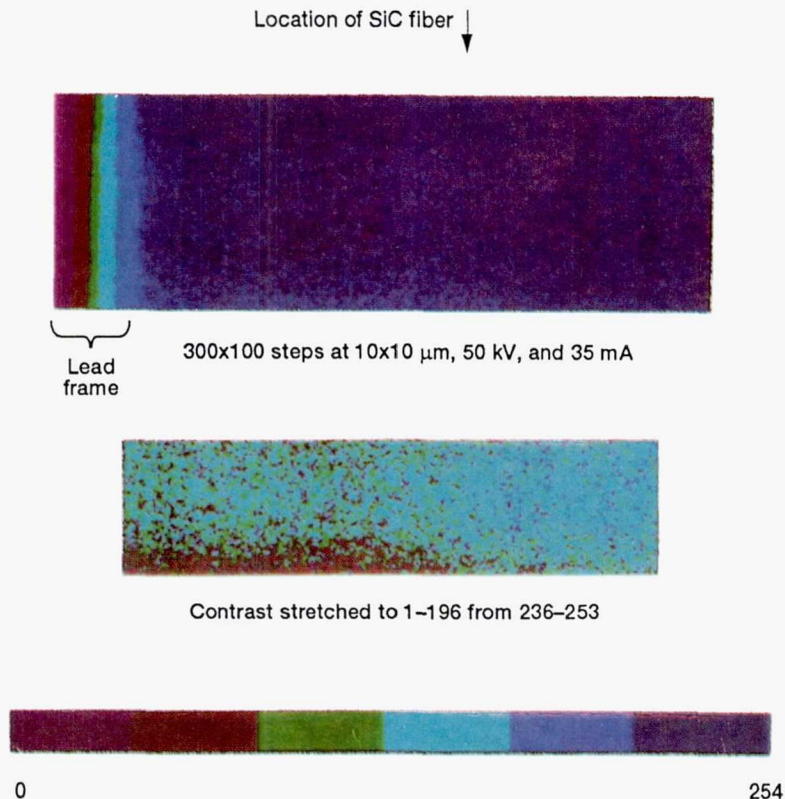 Location of SiC fiber
300x100 steps at 10x10 μm, 50 kV, and 35 mA
Lead
frame
Contrast stretched to 1–196 from 236–253
0
254